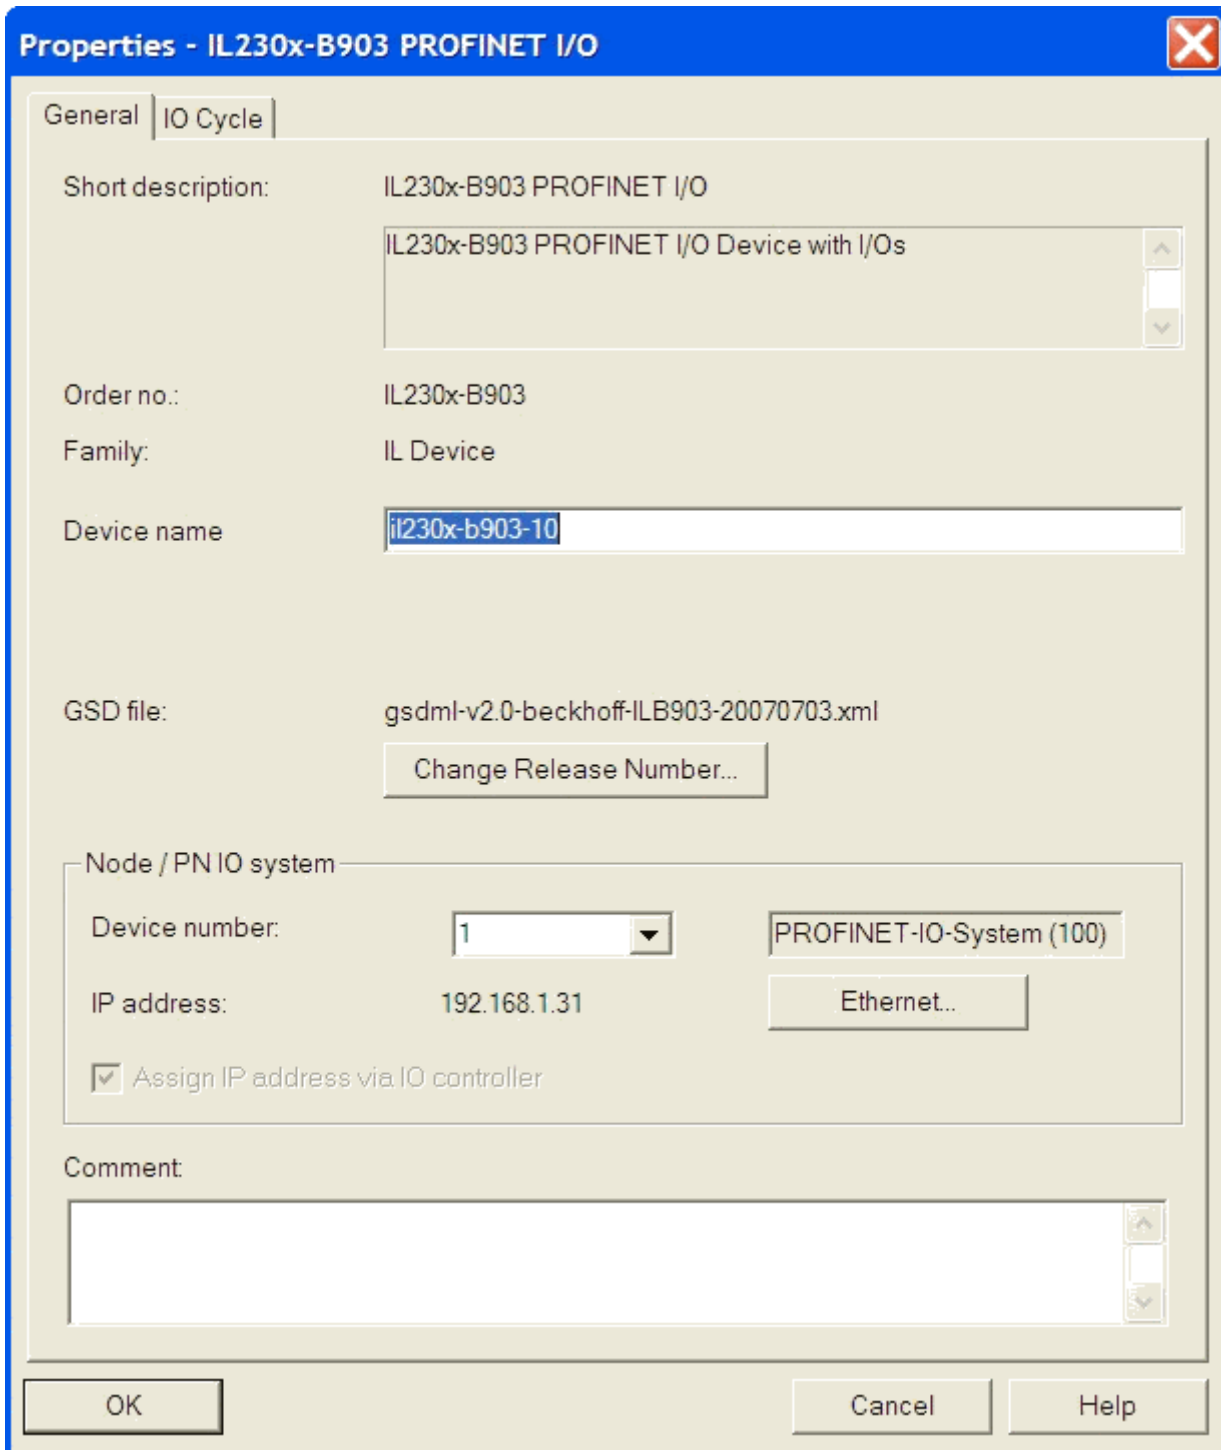 Properties - IL230x-B903 PROFINET I/O
General IO Cycle
Short description: IL230x-B903 PROFINET I/O
IL230x-B903 PROFINET I/O Device with I/Os
Order no.: IL230x-B903
Family: IL Device
Device name il230x-b903-10
GSD file: gsdml-v2.0-beckhoff-ILB903-20070703.xml
Change Release Number...
Node / PN IO system
Device number: 1 PROFINET-IO-System (100)
IP address: 192.168.1.31 Ethernet...
Assign IP address via IO controller
Comment:
OK Cancel Help